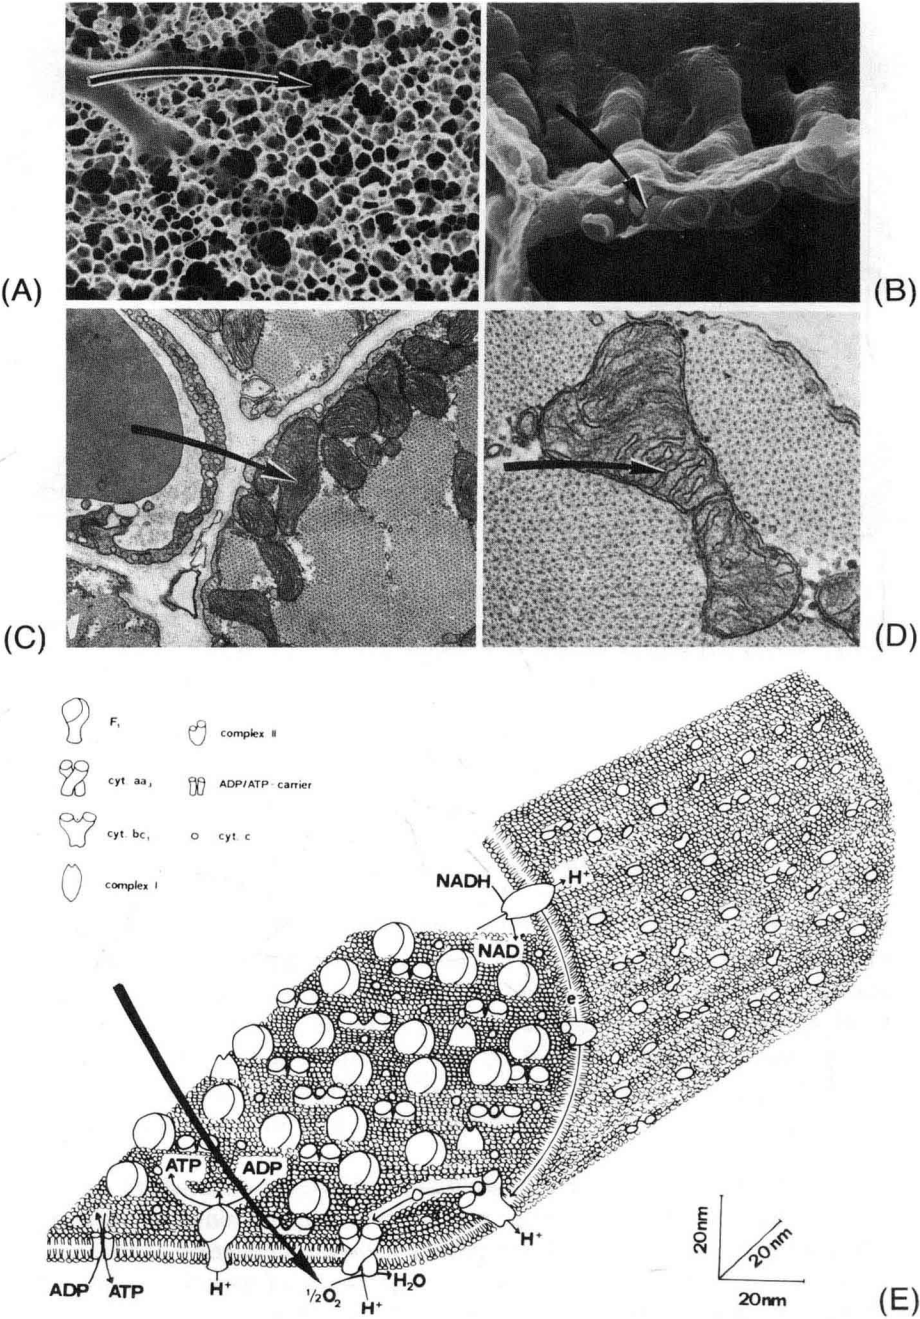 (A)
(B)
(C)
(D)
F₁
complex II
cyt. aa₃
ADP/ATP-carrier
cyt. bc₁
cyt. c
complex I
NADH
H⁺
NAD
e⁻
ATP
ADP
H⁺
20nm
20nm
20nm
ADP
ATP
H⁺
½O₂
H⁺
H₂O
(E)